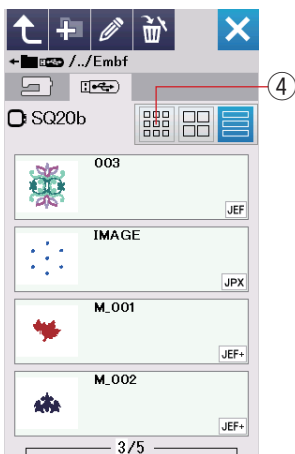 /../Embf
④
SQ20b
003
JEF
IMAGE
JPX
M_001
JEF+
M_002
JEF+
3/5